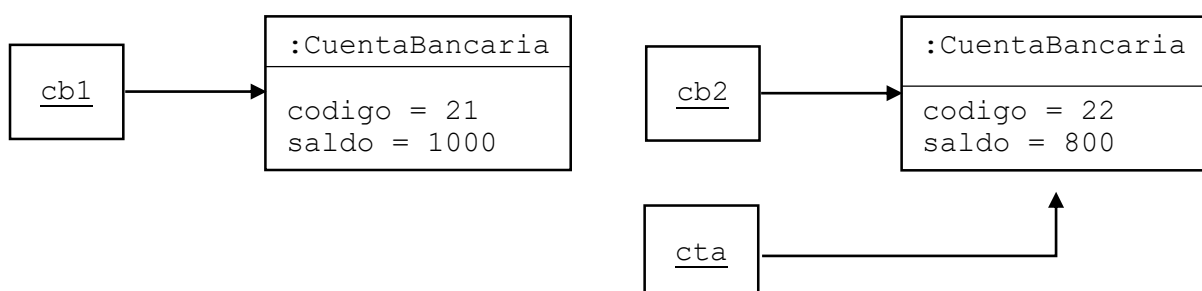 cb1
:CuentaBancaria
codigo = 21
saldo = 1000
cb2
:CuentaBancaria
codigo = 22
saldo = 800
cta